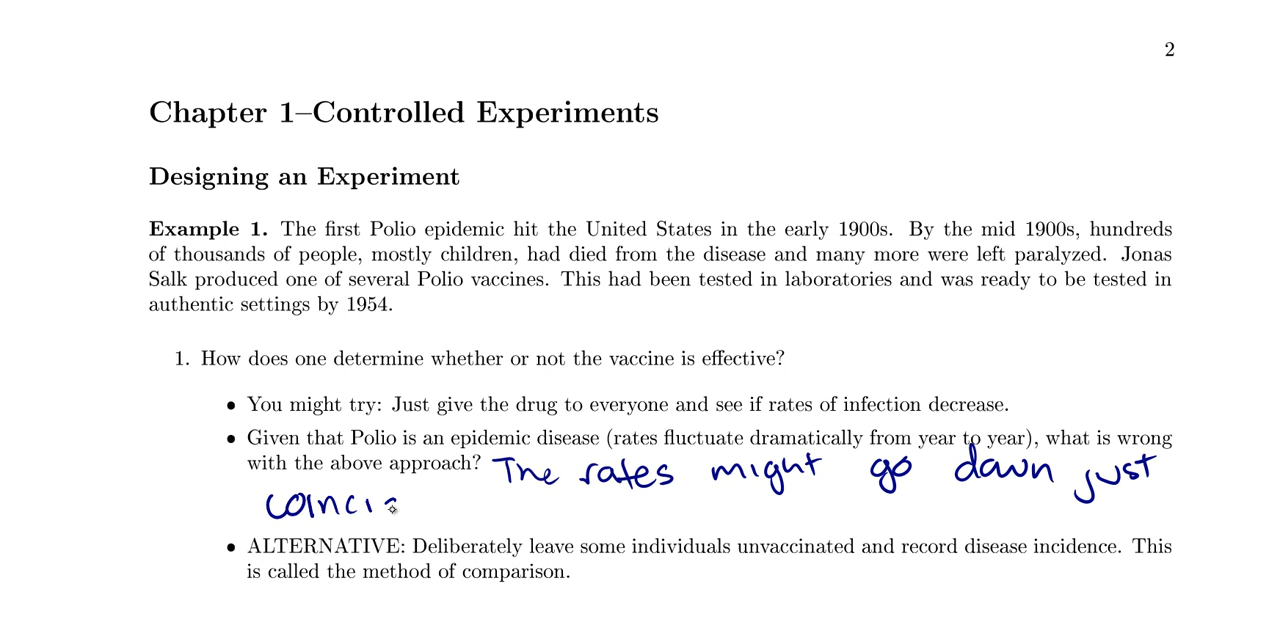 2
Chapter 1–Controlled Experiments
Designing an Experiment
Example 1. The first Polio epidemic hit the United States in the early 1900s. By the mid 1900s, hundreds
of thousands of people, mostly children, had died from the disease and many more were left paralyzed. Jonas
Salk produced one of several Polio vaccines. This had been tested in laboratories and was ready to be tested in
authentic settings by 1954.
1. How does one determine whether or not the vaccine is effective?
• You might try: Just give the drug to everyone and see if rates of infection decrease.
• Given that Polio is an epidemic disease (rates fluctuate dramatically from year to year), what is wrong
with the above approach? The rates might go down just
coinci
• ALTERNATIVE: Deliberately leave some individuals unvaccinated and record disease incidence. This
is called the method of comparison.